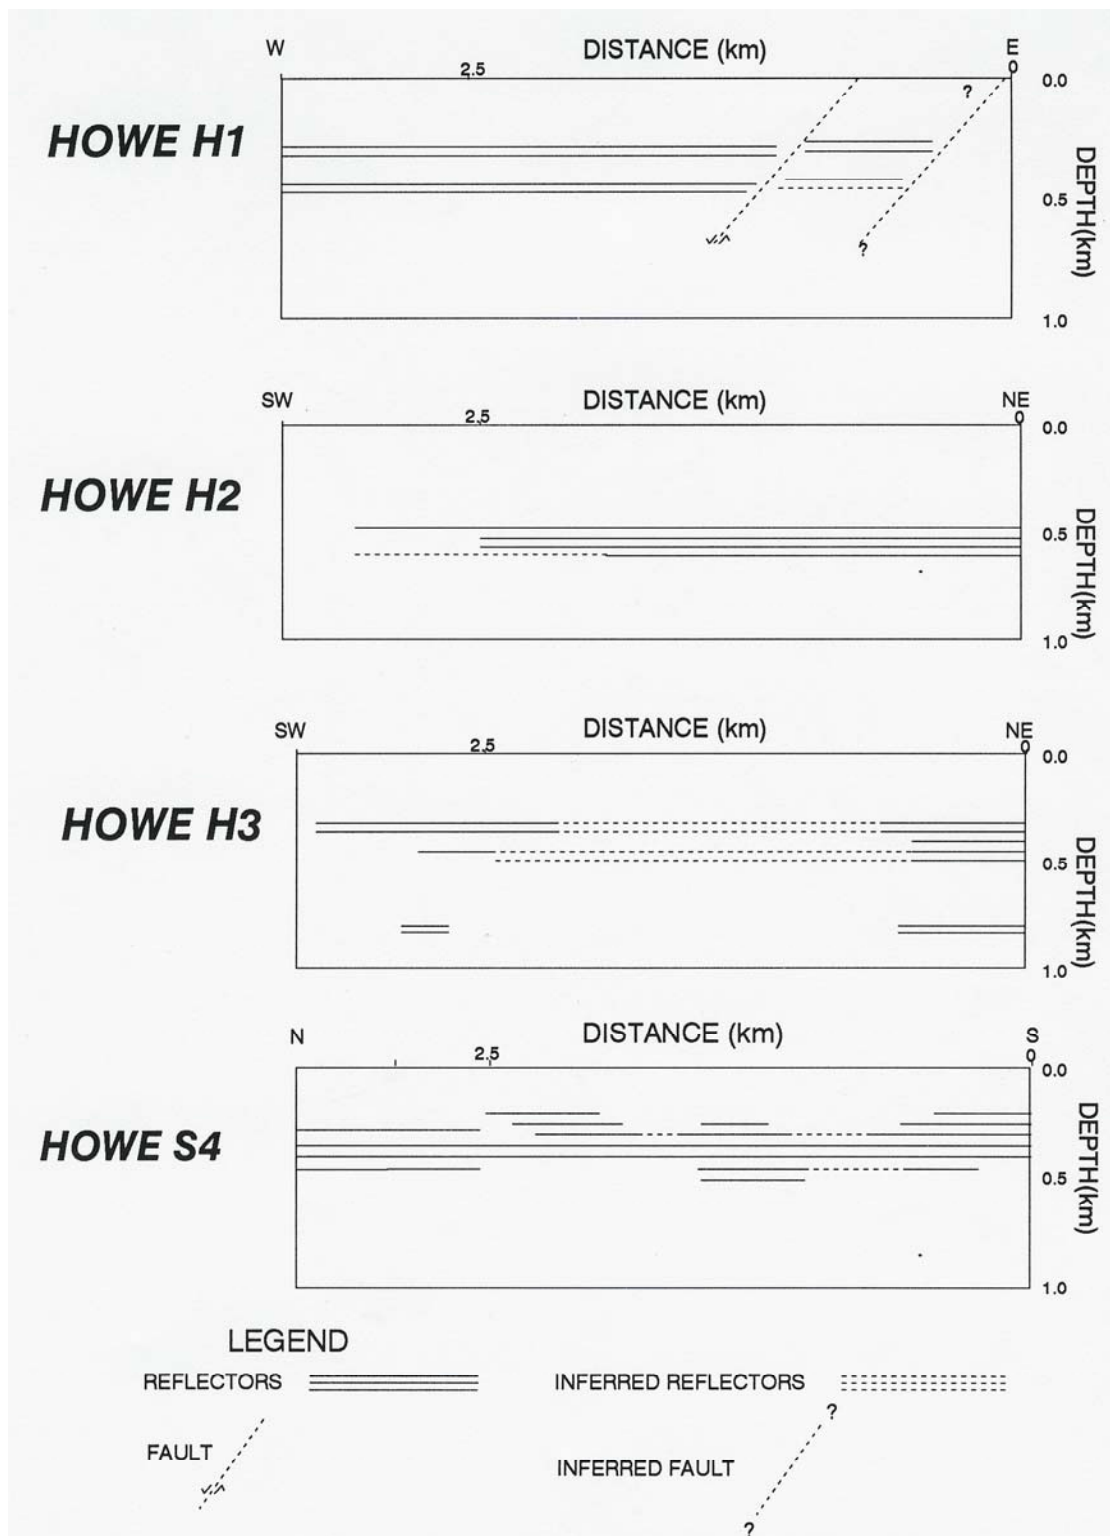 W DISTANCE (km) E
2.5 0
0.0
?
HOWE H1
DEPTH(km)
0.5
?
1.0
SW DISTANCE (km) NE
2.5 0
0.0
HOWE H2
DEPTH(km)
0.5
1.0
SW DISTANCE (km) NE
2.5 0
0.0
HOWE H3
DEPTH(km)
0.5
1.0
N DISTANCE (km) S
2.5 0
0.0
HOWE S4
DEPTH(km)
0.5
1.0
LEGEND
REFLECTORS INFERRED REFLECTORS
?
FAULT INFERRED FAULT
?